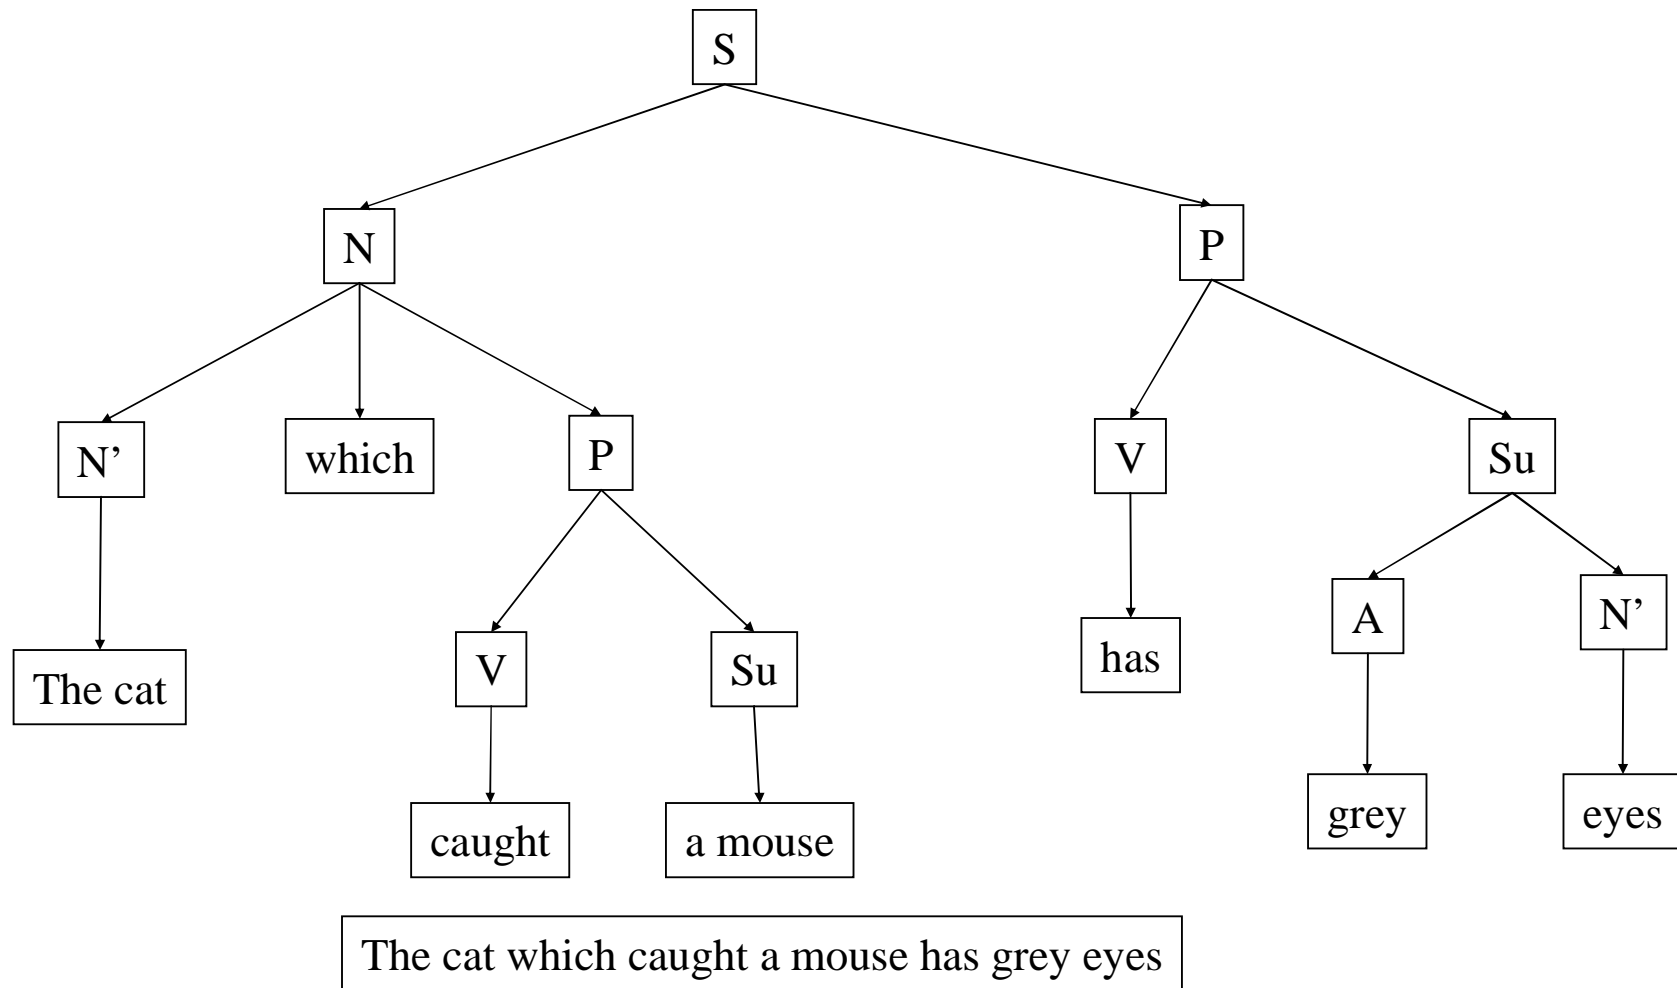 S
N
P
N’
which
P
V
Su
The cat
V
Su
has
A
N’
caught
a mouse
grey
eyes
The cat which caught a mouse has grey eyes